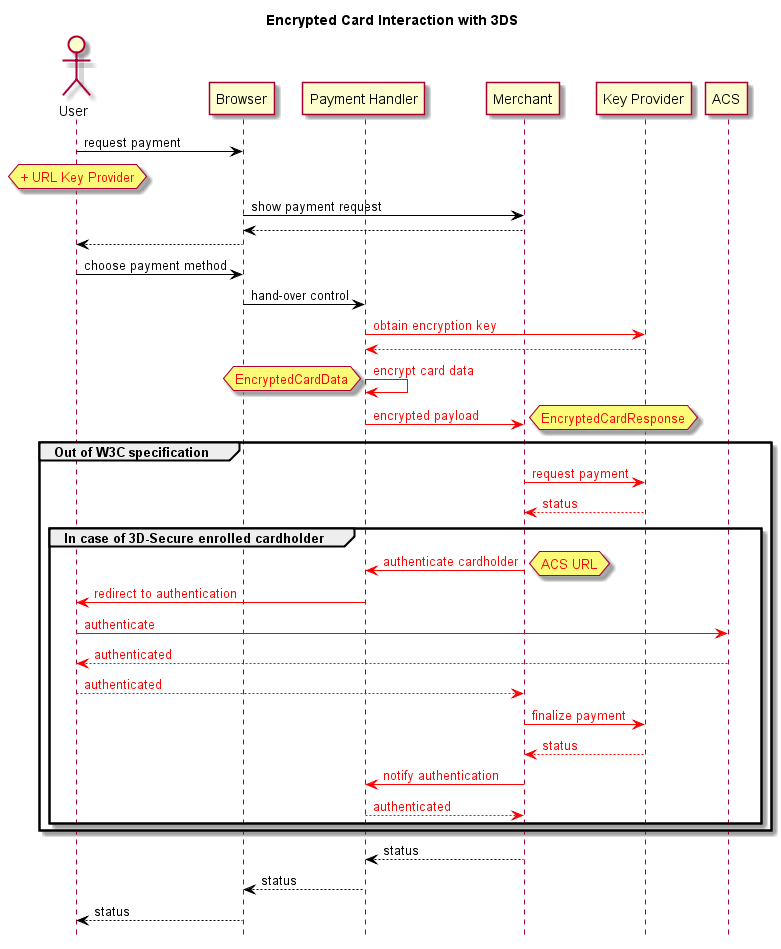 Encrypted Card Interaction with 3DS
User
Browser
Payment Handler
Merchant
Key Provider
ACS
request payment
+ URL Key Provider
show payment request
choose payment method
hand-over control
obtain encryption key
EncryptedCardData
encrypt card data
encrypted payload
EncryptedCardResponse
Out of W3C specification
request payment
status
In case of 3D-Secure enrolled cardholder
authenticate cardholder
ACS URL
redirect to authentication
authenticate
authenticated
authenticated
finalize payment
status
notify authentication
authenticated
status
status
status